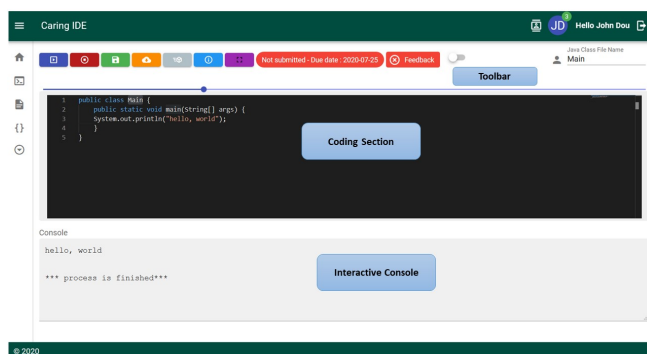 Caring IDE
JD
3
Hello John Dou
Not submitted - Due date : 2020-07-25
Feedback
Java Class File Name
Main
Toolbar
1 public class Main {
2 public static void main(String[] args) {
3 System.out.println("hello, world");
4 }
5 }
Coding Section
Console
hello, world
*** process is finished***
Interactive Console
© 2020